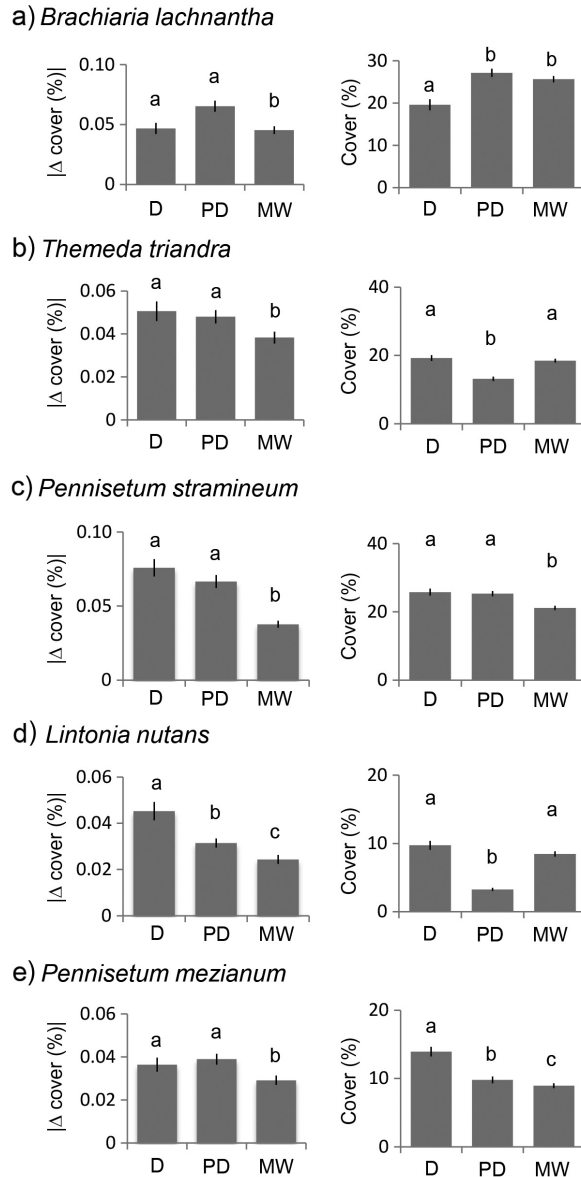 a) Brachiaria lachnantha
|Δ cover (%)|
0.10
0.05
0
a a b
D PD MW
Cover (%)
30
20
10
0
a b b
D PD MW
b) Themeda triandra
|Δ cover (%)|
0.06
0.04
0.02
0
a a b
D PD MW
Cover (%)
40
20
0
a b a
D PD MW
c) Pennisetum stramineum
|Δ cover (%)|
0.10
0.05
0
a a b
D PD MW
Cover (%)
40
20
0
a a b
D PD MW
d) Lintonia nutans
|Δ cover (%)|
0.06
0.04
0.02
0
a b c
D PD MW
Cover (%)
20
10
0
a b a
D PD MW
e) Pennisetum mezianum
|Δ cover (%)|
0.06
0.04
0.02
0
a a b
D PD MW
Cover (%)
20
10
0
a b c
D PD MW